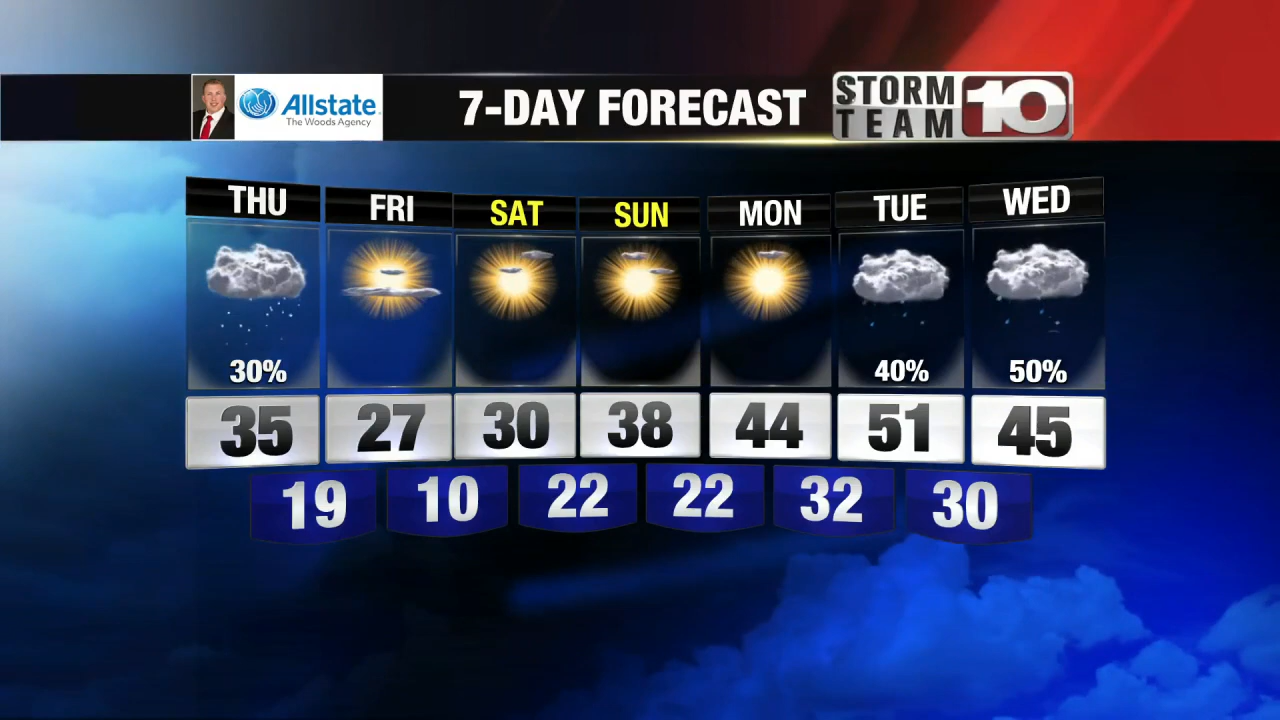 Allstate.
The Woods Agency
7-DAY FORECAST
STORM
TEAM
10
THU FRI SAT SUN MON TUE WED
30% 40% 50%
35 27 30 38 44 51 45
19 10 22 22 32 30